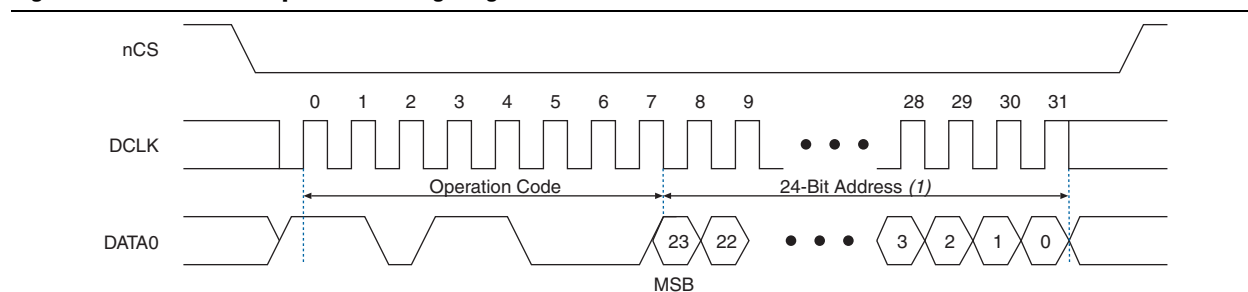 nCS
0 1 2 3 4 5 6 7 8 9 28 29 30 31
DCLK
Operation Code 24-Bit Address (1)
DATA0 23 22 3 2 1 0
MSB